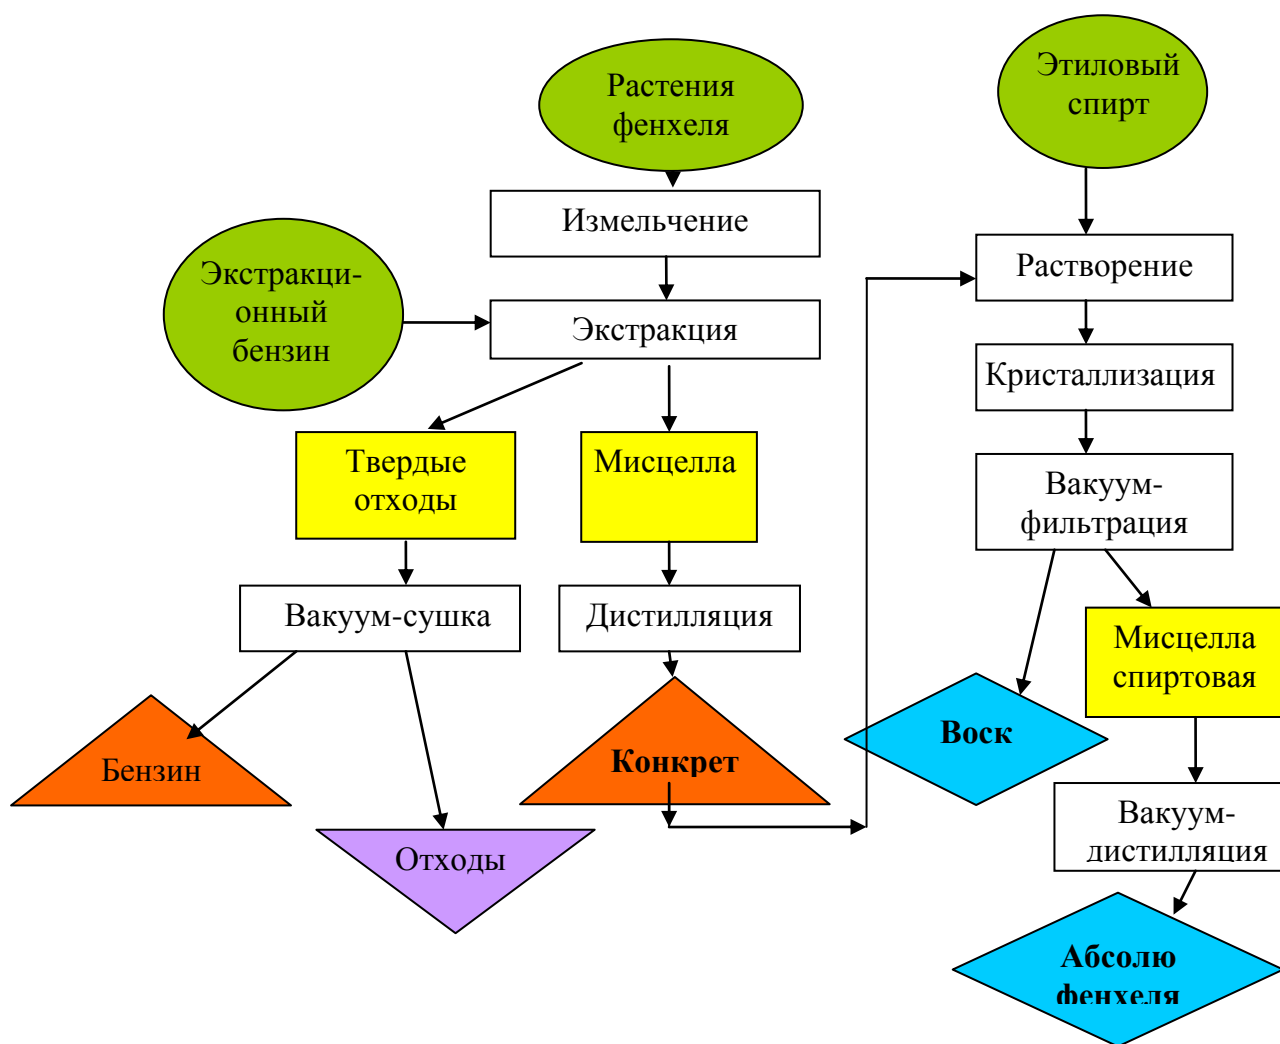 Растения
фенхеля
Этиловый
спирт
Измельчение
Экстракци-
онный
бензин
Экстракция
Растворение
Кристаллизация
Твердые
отходы
Мисцелла
Вакуум-
фильтрация
Вакуум-сушка
Дистилляция
Мисцелла
спиртовая
Бензин
Конкрет
Воск
Отходы
Вакуум-
дистилляция
Абсолю
фенхеля